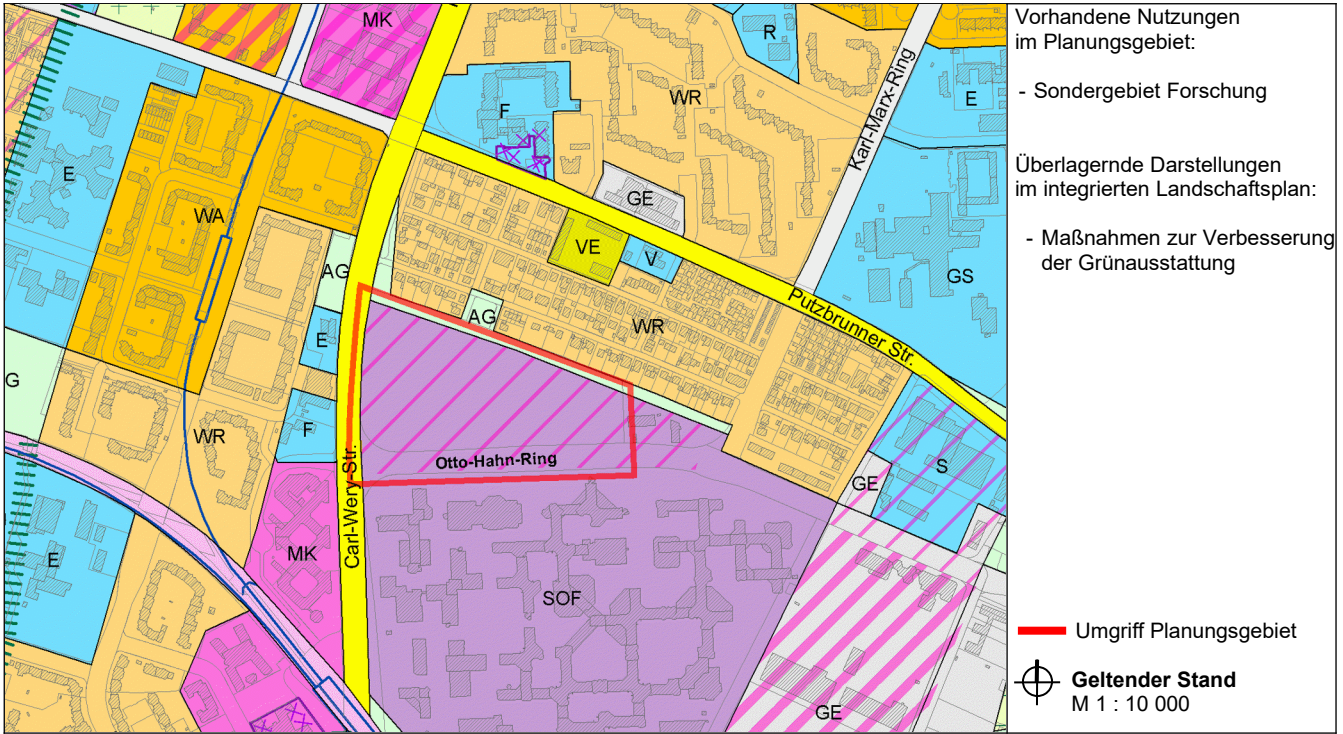 MK
R
E
F
WR
Karl-Marx-Ring
E
GE
WA
VE
V
GS
AG
Putzbrunner Str.
AG
WR
E
G
F
WR
Otto-Hahn-Ring
S
GE
Carl-Wery-Str.
MK
E
SOF
GE
Vorhandene Nutzungen
im Planungsgebiet:
- Sondergebiet Forschung
Überlagernde Darstellungen
im integrierten Landschaftsplan:
- Maßnahmen zur Verbesserung
der Grünausstattung
Umgriff Planungsgebiet
Geltender Stand
M 1 : 10 000